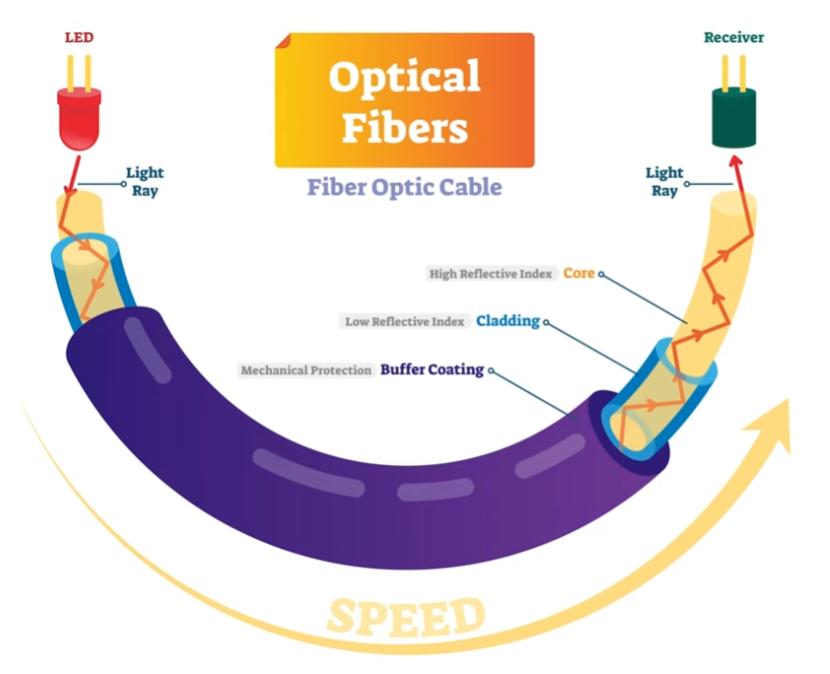 LED
Receiver
Optical
Fibers
Fiber Optic Cable
Light
Ray
Light
Ray
High Reflective Index Core
Low Reflective Index Cladding
Mechanical Protection Buffer Coating
SPEED